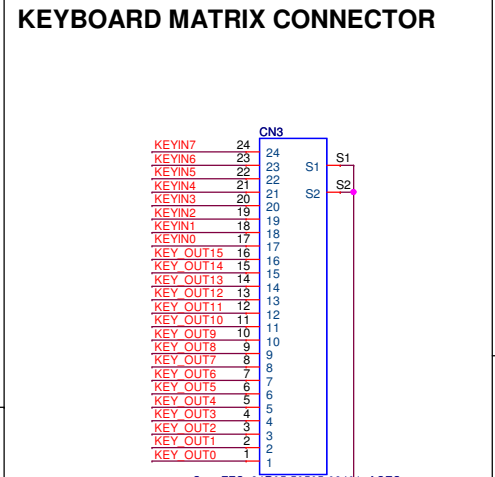 KEYBOARD MATRIX CONNECTOR
CN3
KEYIN7 24 24
KEYIN6 23 23 S1 S1
KEYIN5 22 22
KEYIN4 21 21 S2 S2
KEYIN3 20 20
KEYIN2 19 19
KEYIN1 18 18
KEYIN0 17 17
KEY_OUT15 16 16
KEY_OUT14 15 15
KEY_OUT13 14 14
KEY_OUT12 13 13
KEY_OUT11 12 12
KEY_OUT10 11 11
KEY_OUT9 10 10
KEY_OUT8 9 9
KEY_OUT7 8 8
KEY_OUT6 7 7
KEY_OUT5 6 6
KEY_OUT4 5 5
KEY_OUT3 4 4
KEY_OUT2 3 3
KEY_OUT1 2 2
KEY_OUT0 1 1